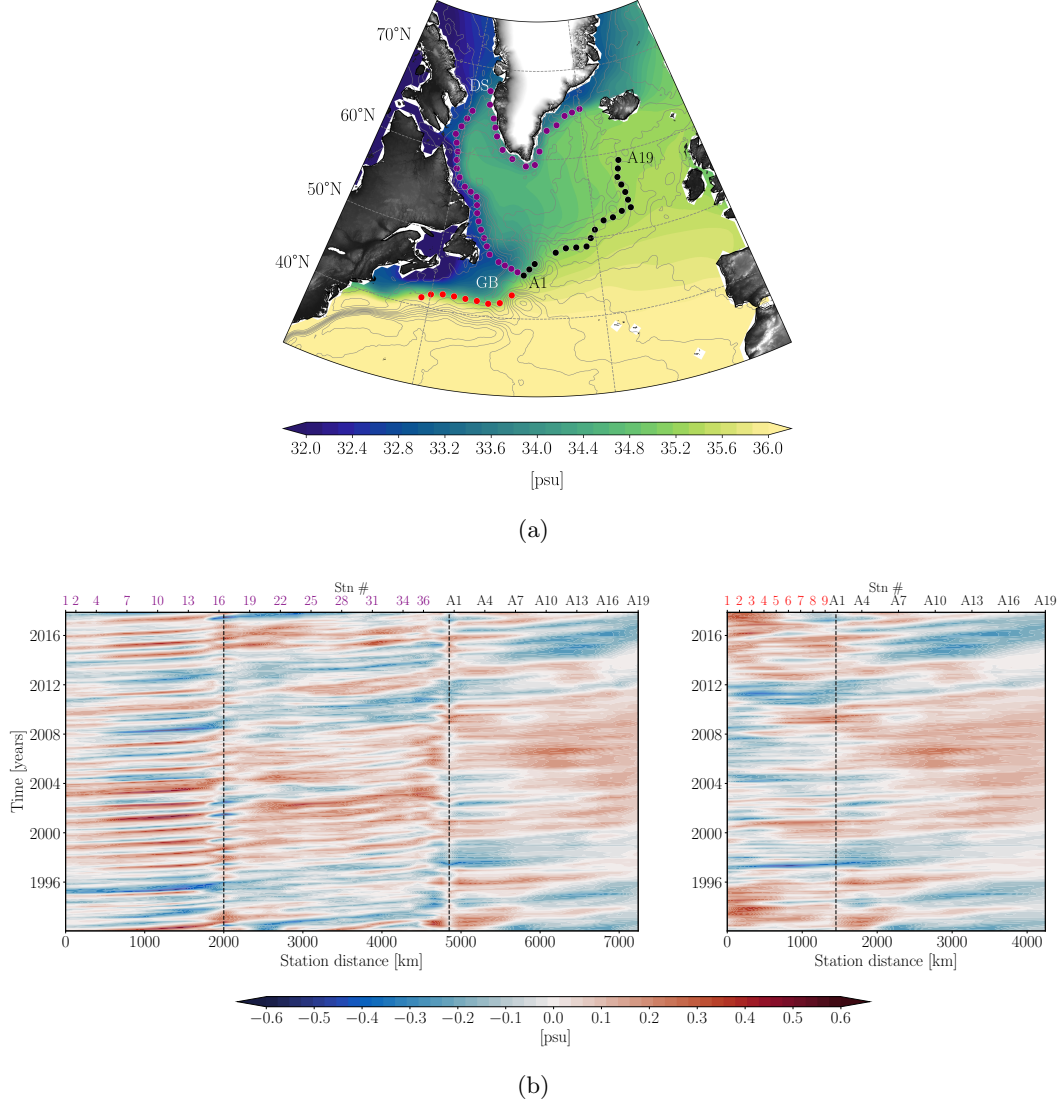 70°N
60°N
50°N
40°N
DS
A19
GB
A1
32.0 32.4 32.8 33.2 33.6 34.0 34.4 34.8 35.2 35.6 36.0
[psu]
(a)
Stn #
1 2 4 7 10 13 16 19 22 25 28 31 34 36 A1 A4 A7 A10 A13 A16 A19
Stn #
1 2 3 4 5 6 7 8 9 A1 A4 A7 A10 A13 A16 A19
Time [years]
2016
2012
2008
2004
2000
1996
0 1000 2000 3000 4000 5000 6000 7000
Station distance [km]
2016
2012
2008
2004
2000
1996
0 1000 2000 3000 4000
Station distance [km]
−0.6 −0.5 −0.4 −0.3 −0.2 −0.1 0.0 0.1 0.2 0.3 0.4 0.5 0.6
[psu]
(b)